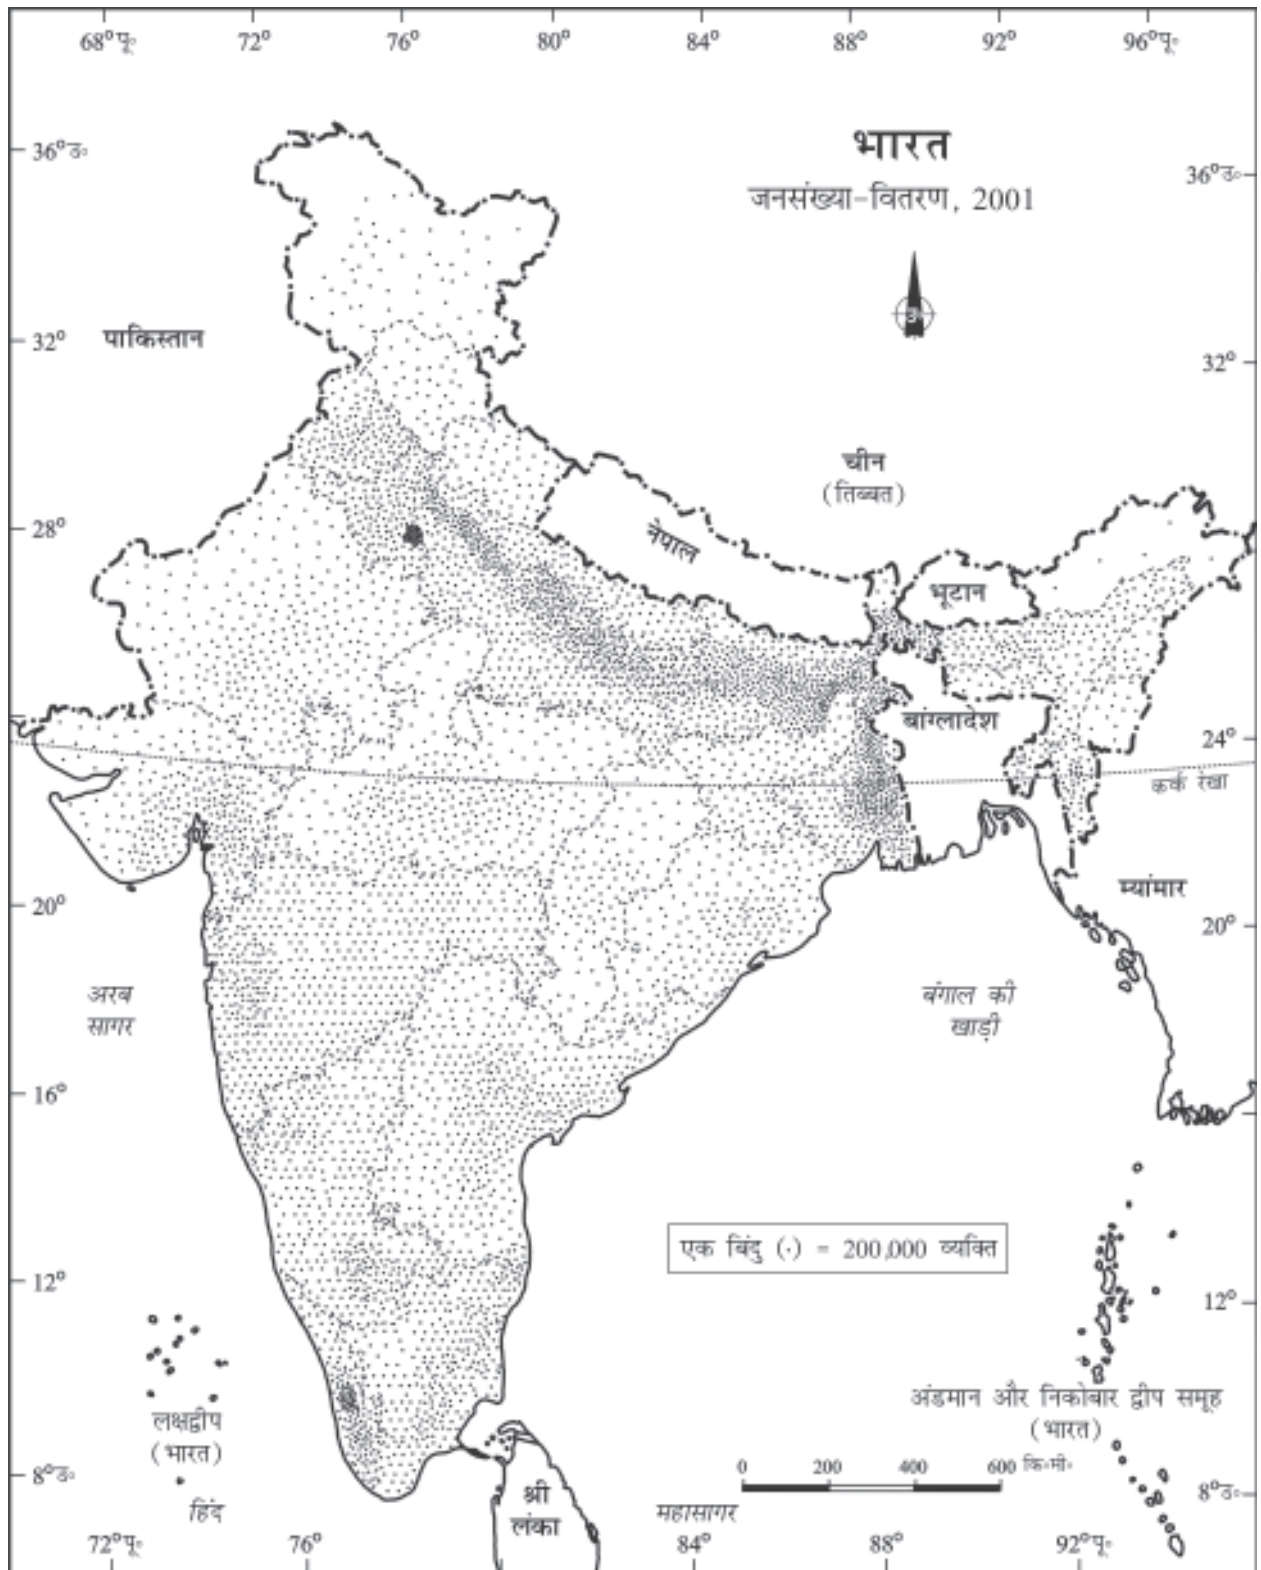 68°पू॰ 72° 76° 80° 84° 88° 92° 96°पू॰
भारत
36°उ॰ 36°उ॰
जनसंख्या-वितरण, 2001
उ
पाकिस्तान
32° 32°
चीन
(तिब्बत)
28°
नेपाल
भूटान
बांग्लादेश
24°
कर्क रेखा
म्यांमार
20° 20°
अरब
सागर
बंगाल की
खाड़ी
16°
एक बिंदु (·) = 200,000 व्यक्ति
12° 12°
अंडमान और निकोबार द्वीप समूह
(भारत)
लक्षद्वीप
(भारत)
0 200 400 600 कि॰मी॰
8°उ॰ 8°उ॰
श्री
लंका
हिंद महासागर
72°पू॰ 76° 84° 88° 92°पू॰